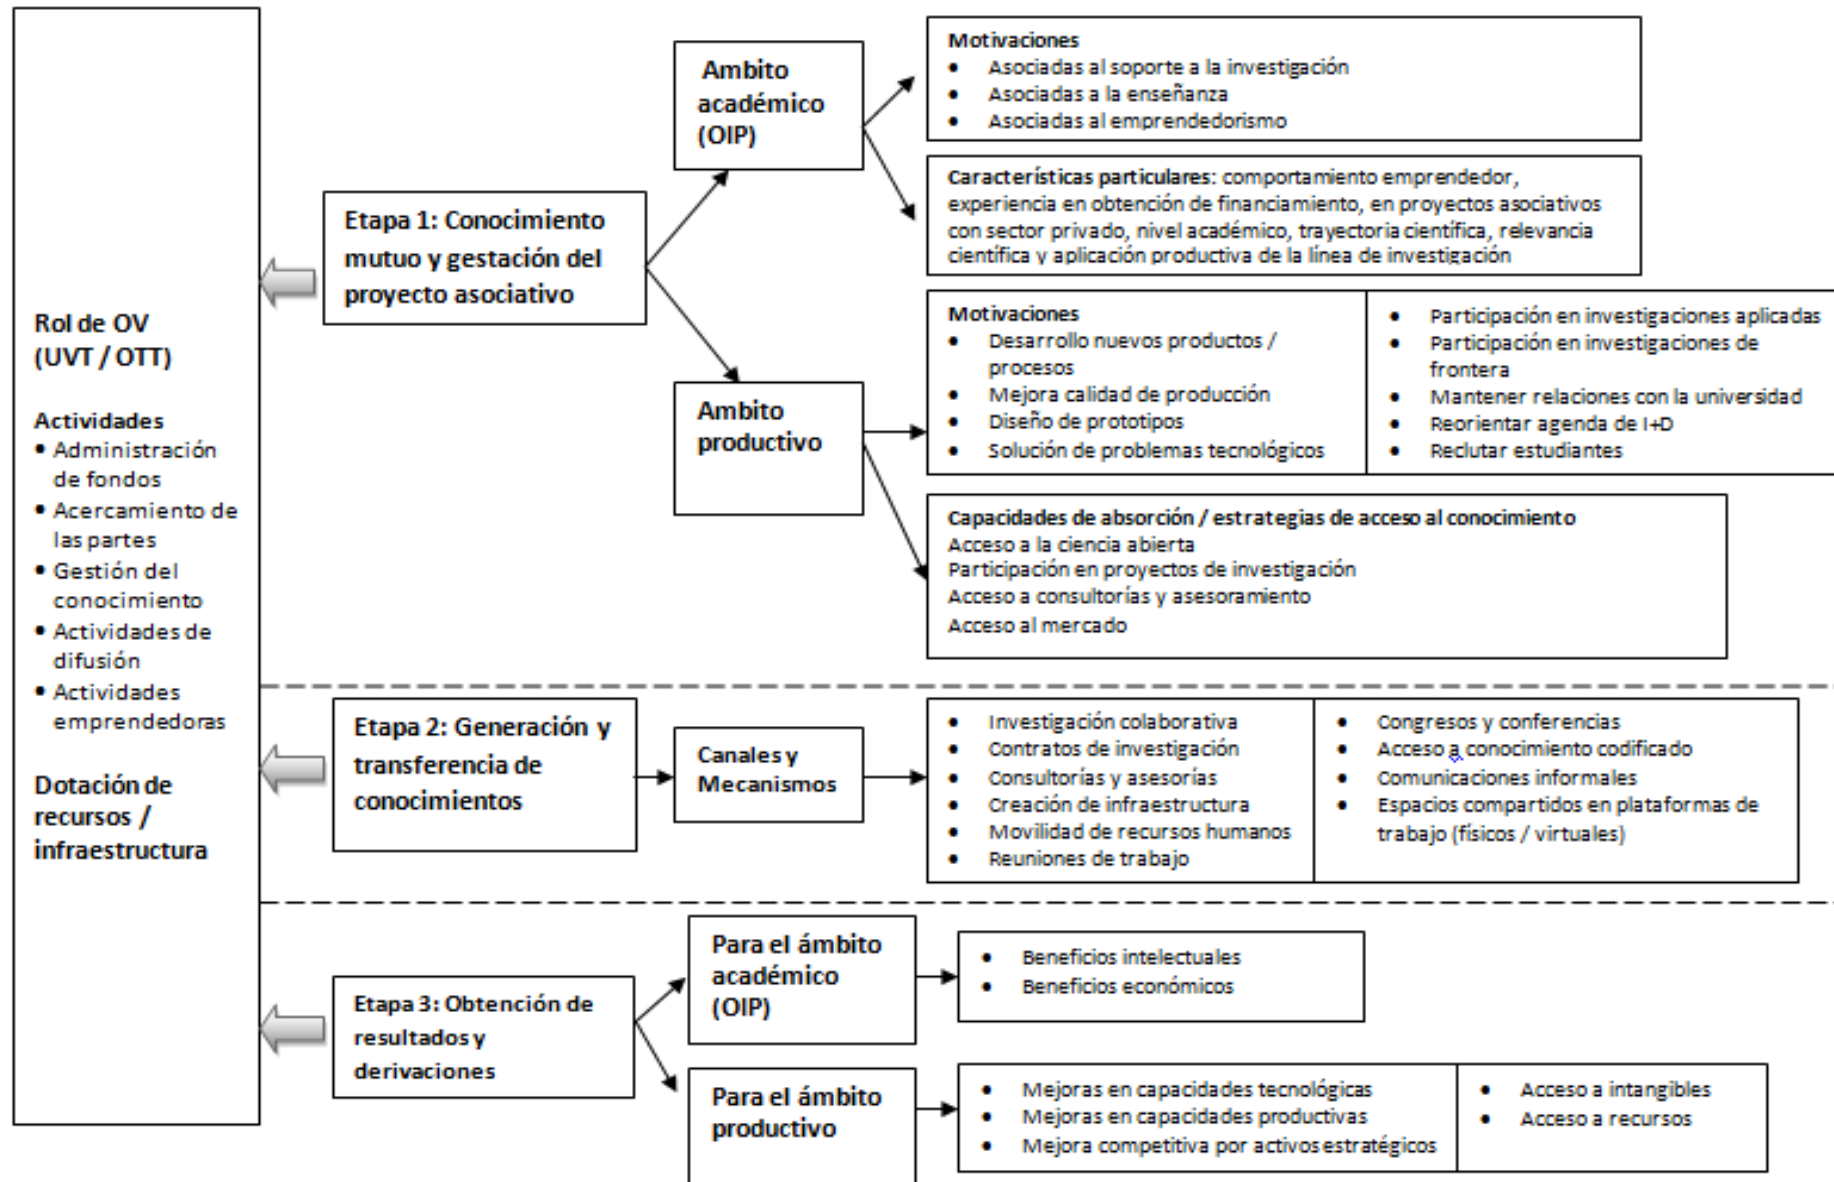 Rol de OV
(UVT / OTT)
Actividades
• Administración
de fondos
• Acercamiento de
las partes
• Gestión del
conocimiento
• Actividades de
difusión
• Actividades
emprendedoras
Dotación de
recursos /
infraestructura
Etapa 1: Conocimiento
mutuo y gestación del
proyecto asociativo
Ambito
académico
(OIP)
Motivaciones
• Asociadas al soporte a la investigación
• Asociadas a la enseñanza
• Asociadas al emprendedorismo
Características particulares: comportamiento emprendedor,
experiencia en obtención de financiamiento, en proyectos asociativos
con sector privado, nivel académico, trayectoria científica, relevancia
científica y aplicación productiva de la línea de investigación
Ambito
productivo
Motivaciones
• Desarrollo nuevos productos /
procesos
• Mejora calidad de producción
• Diseño de prototipos
• Solución de problemas tecnológicos
• Participación en investigaciones aplicadas
• Participación en investigaciones de
frontera
• Mantener relaciones con la universidad
• Reorientar agenda de I+D
• Reclutar estudiantes
Capacidades de absorción / estrategias de acceso al conocimiento
Acceso a la ciencia abierta
Participación en proyectos de investigación
Acceso a consultorías y asesoramiento
Acceso al mercado
Etapa 2: Generación y
transferencia de
conocimientos
Canales y
Mecanismos
• Investigación colaborativa
• Contratos de investigación
• Consultorías y asesorías
• Creación de infraestructura
• Movilidad de recursos humanos
• Reuniones de trabajo
• Congresos y conferencias
• Acceso a conocimiento codificado
• Comunicaciones informales
• Espacios compartidos en plataformas de
trabajo (físicos / virtuales)
Etapa 3: Obtención de
resultados y
derivaciones
Para el ámbito
académico
(OIP)
• Beneficios intelectuales
• Beneficios económicos
Para el ámbito
productivo
• Mejoras en capacidades tecnológicas
• Mejoras en capacidades productivas
• Mejora competitiva por activos estratégicos
• Acceso a intangibles
• Acceso a recursos